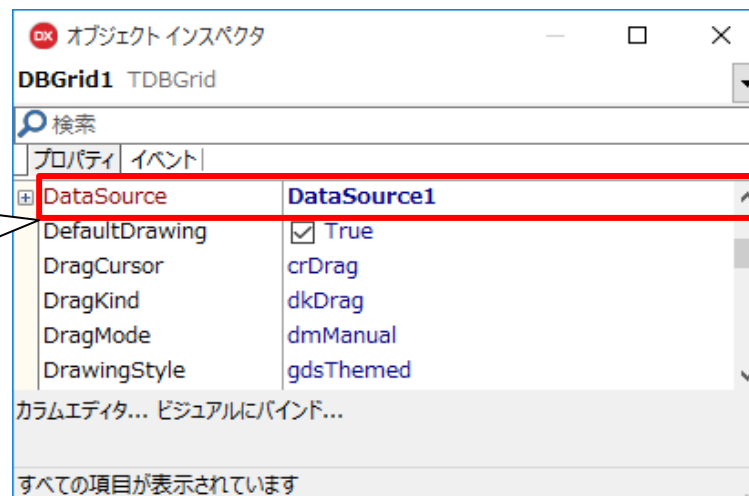 DX オブジェクト インスペクタ
DBGrid1 TDBGrid
検索
プロパティ イベント
DataSource DataSource1
DefaultDrawing True
DragCursor crDrag
DragKind dkDrag
DragMode dmManual
DrawingStyle gdsThemed
カラムエディタ... ビジュアルにバインド...
すべての項目が表示されています